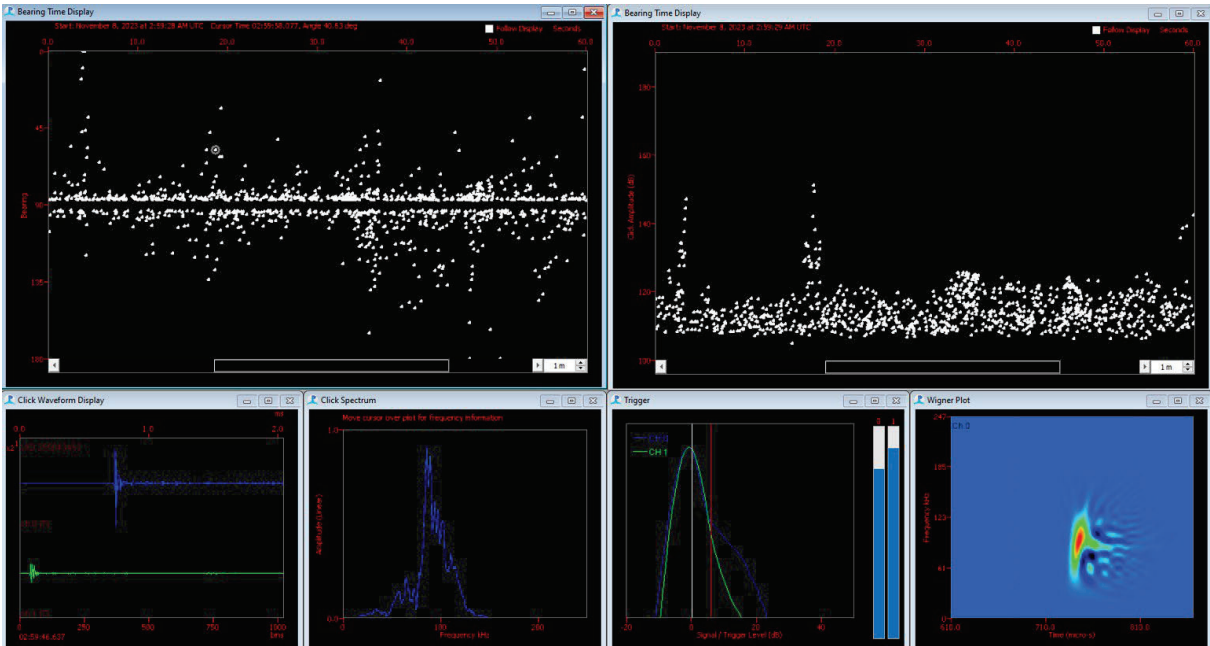 Bearing Time Display
Start: November 8, 2023 at 2:59:28 AM UTC Cursor Time 02:59:58.077, Angle 40.63 deg
Follow Display Seconds
0.0 10.0 20.0 30.0 40.0 50.0 60.0
0
45
90
135
180
Bearing
1 m
Bearing Time Display
Start: November 8, 2023 at 2:59:29 AM UTC
Follow Display Seconds
0.0 10.0 20.0 30.0 40.0 50.0 60.0
180
160
140
120
100
Click Amplitude (dB)
1 m
Click Waveform Display
ms
0.0 1.0 2.0
0 250 500 750 1000
02:59:46.637 bins
Click Spectrum
Move cursor over plot for frequency information
1.0
Amplitude (Linear)
0.0
0 100 200
Frequency kHz
Trigger
0 1
CH 1
-20 0 20 40
Signal / Trigger Level (dB)
Wigner Plot
Ch 0
Frequency kHz
61
0
610.0 710.0 810.0
Time (micro-s)